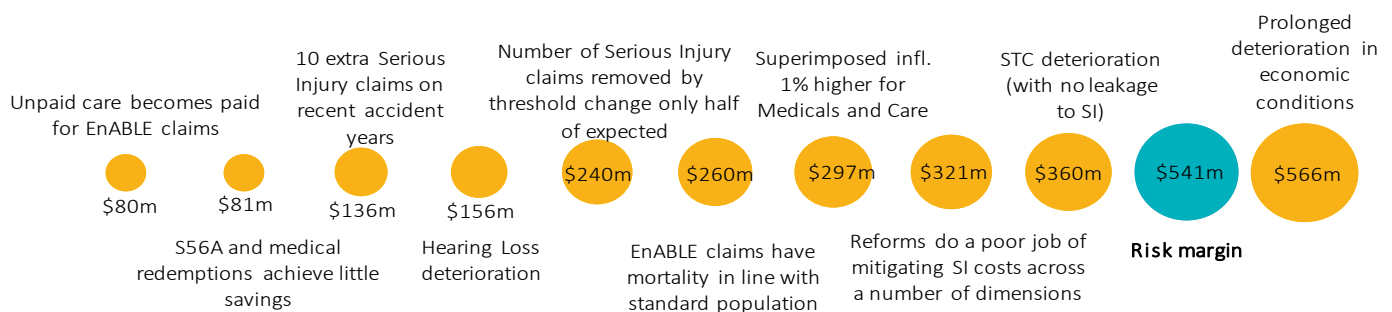 Unpaid care becomes paid
for EnABLE claims
$80m
$81m
S56A and medical
redemptions achieve little
savings
10 extra Serious
Injury claims on
recent accident
years
$136m
$156m
Hearing Loss
deterioration
Number of Serious Injury
claims removed by
threshold change only half
of expected
$240m
$260m
EnABLE claims have
mortality in line with
standard population
Superimposed infl.
1% higher for
Medicals and Care
$297m
$321m
Reforms do a poor job of
mitigating SI costs across
a number of dimensions
STC deterioration
(with no leakage
to SI)
$360m
$541m
Risk margin
Prolonged
deterioration in
economic
conditions
$566m